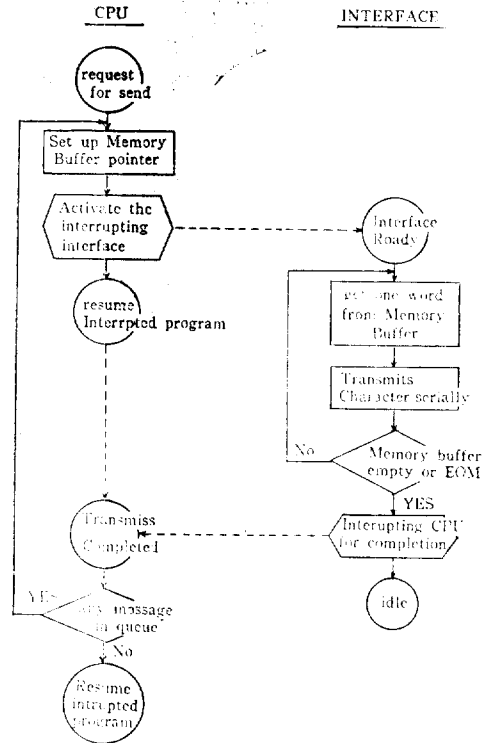 CPU
INTERFACE
request
for send
Set up Memory
Buffer pointer
Activate the
interrupting
interface
Interface
Ready
resume
Interrpted program
get one word
from Memory
Buffer
Transmits
Character serially
No
Memory buffer
empty or EOM
YES
Transmiss
Completed
Interupting CPU
for completion
idle
YES
Any message
in queue
No
Resume
intrupted
program